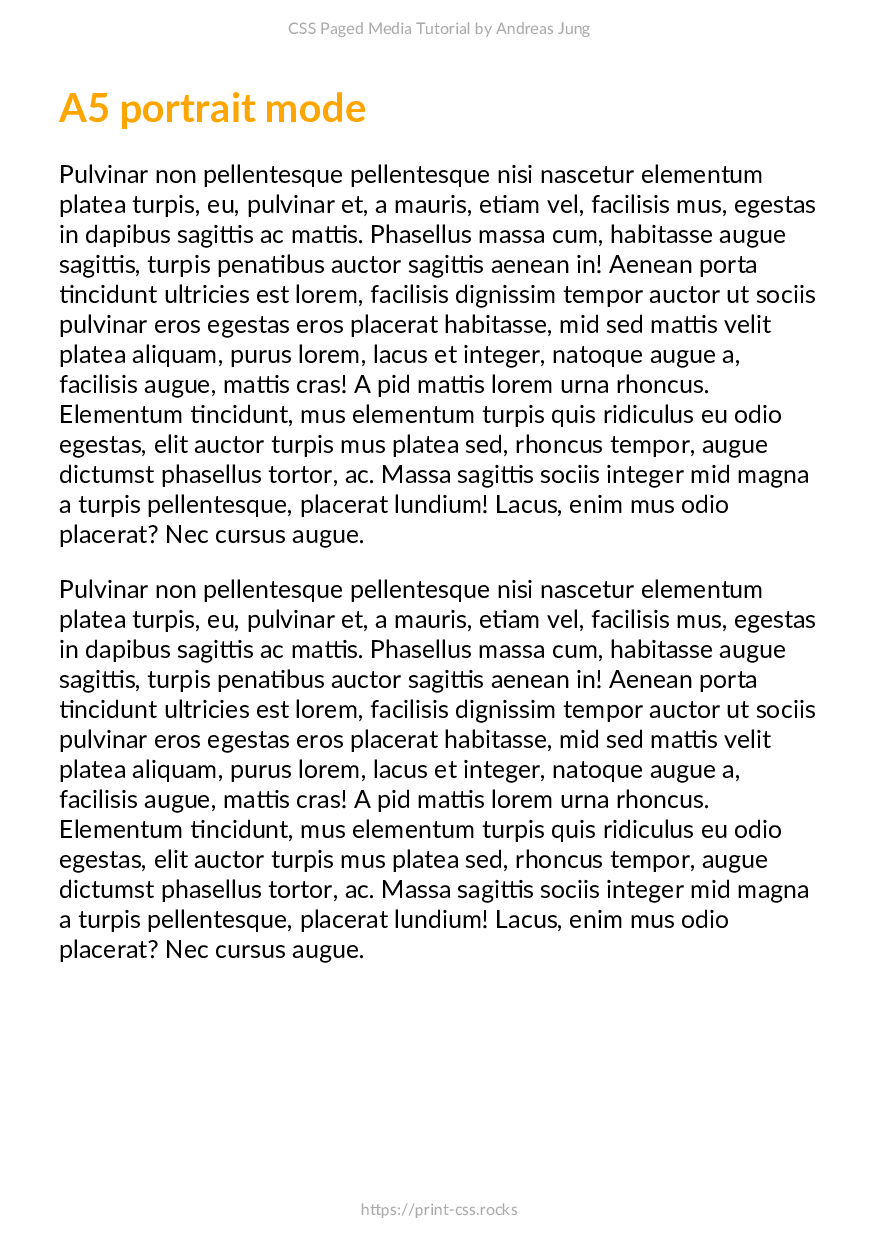 CSS Paged Media Tutorial by Andreas Jung
A5 portrait mode
Pulvinar non pellentesque pellentesque nisi nascetur elementum
platea turpis, eu, pulvinar et, a mauris, etiam vel, facilisis mus, egestas
in dapibus sagittis ac mattis. Phasellus massa cum, habitasse augue
sagittis, turpis penatibus auctor sagittis aenean in! Aenean porta
tincidunt ultricies est lorem, facilisis dignissim tempor auctor ut sociis
pulvinar eros egestas eros placerat habitasse, mid sed mattis velit
platea aliquam, purus lorem, lacus et integer, natoque augue a,
facilisis augue, mattis cras! A pid mattis lorem urna rhoncus.
Elementum tincidunt, mus elementum turpis quis ridiculus eu odio
egestas, elit auctor turpis mus platea sed, rhoncus tempor, augue
dictumst phasellus tortor, ac. Massa sagittis sociis integer mid magna
a turpis pellentesque, placerat lundium! Lacus, enim mus odio
placerat? Nec cursus augue.
Pulvinar non pellentesque pellentesque nisi nascetur elementum
platea turpis, eu, pulvinar et, a mauris, etiam vel, facilisis mus, egestas
in dapibus sagittis ac mattis. Phasellus massa cum, habitasse augue
sagittis, turpis penatibus auctor sagittis aenean in! Aenean porta
tincidunt ultricies est lorem, facilisis dignissim tempor auctor ut sociis
pulvinar eros egestas eros placerat habitasse, mid sed mattis velit
platea aliquam, purus lorem, lacus et integer, natoque augue a,
facilisis augue, mattis cras! A pid mattis lorem urna rhoncus.
Elementum tincidunt, mus elementum turpis quis ridiculus eu odio
egestas, elit auctor turpis mus platea sed, rhoncus tempor, augue
dictumst phasellus tortor, ac. Massa sagittis sociis integer mid magna
a turpis pellentesque, placerat lundium! Lacus, enim mus odio
placerat? Nec cursus augue.
https://print-css.rocks